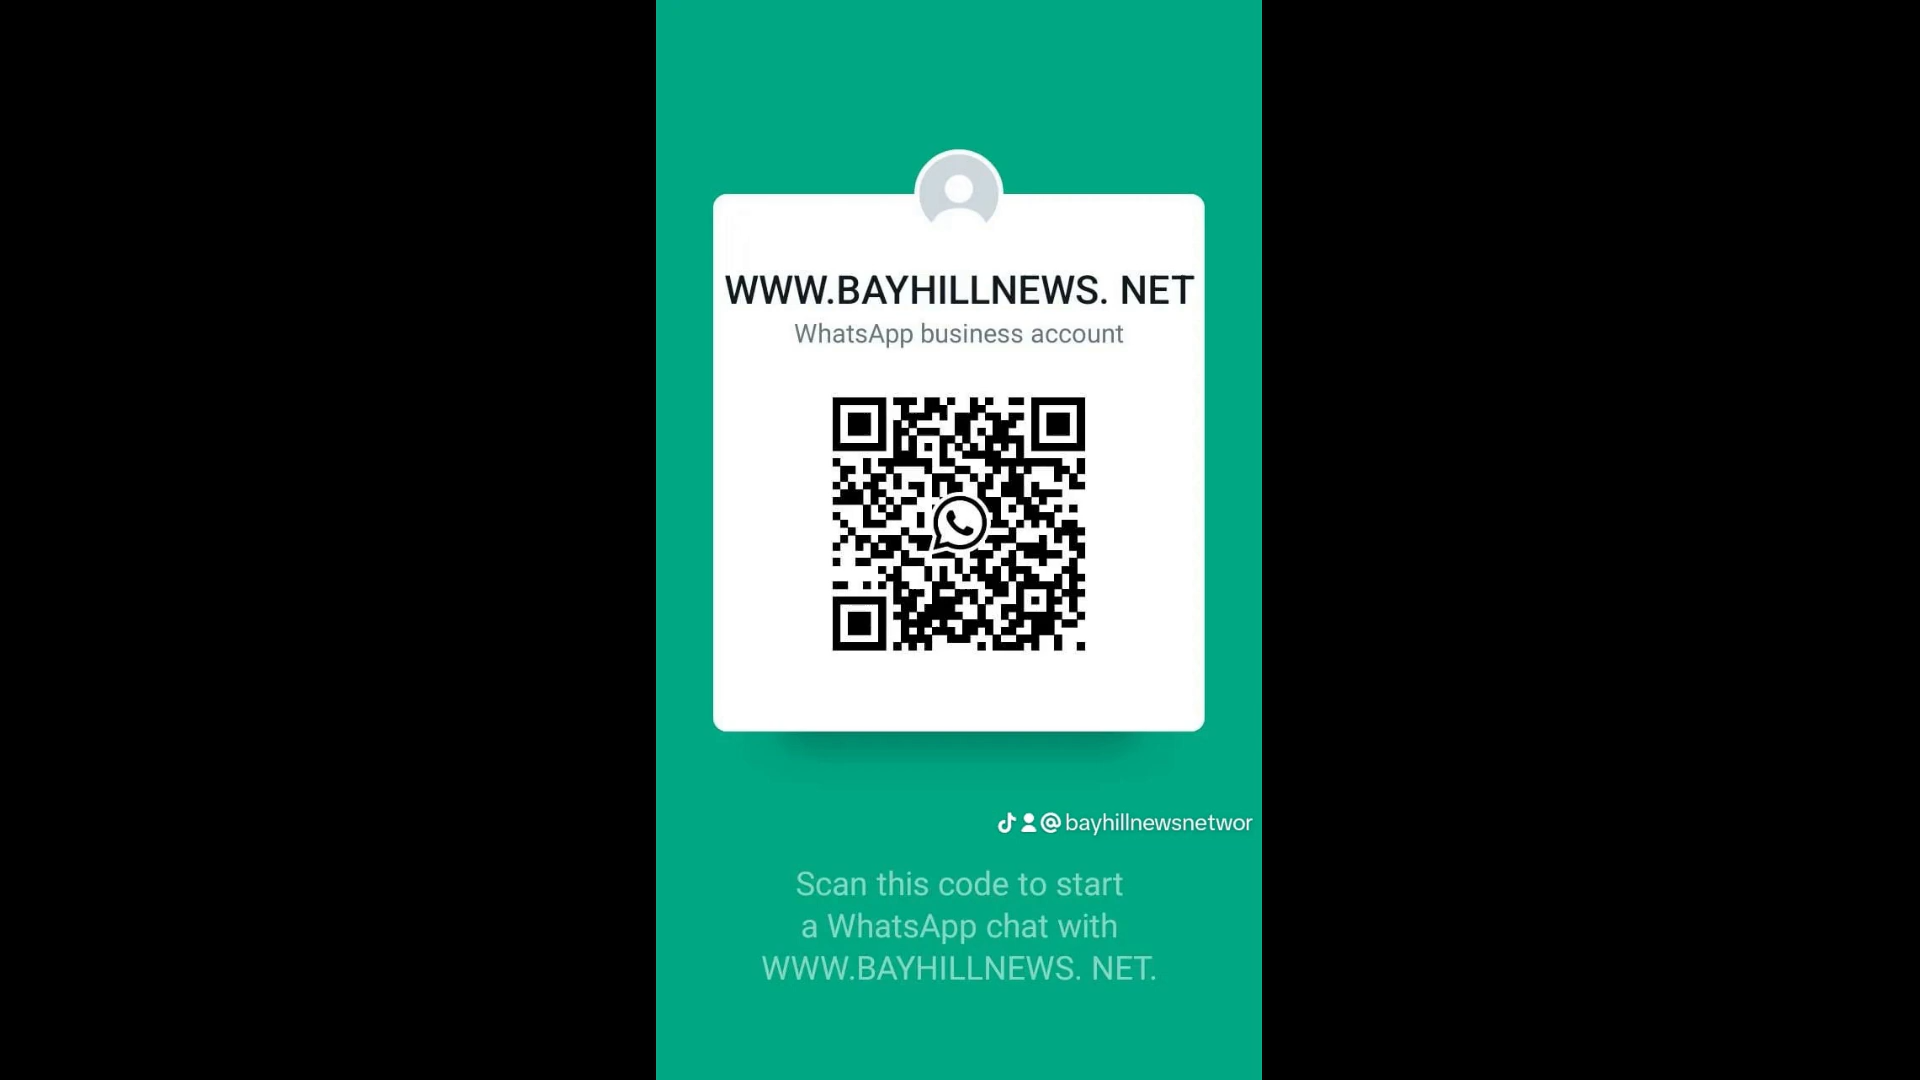 WWW.BAYHILLNEWS. NET
WhatsApp business account
@bayhillnewsnetwor
Scan this code to start
a WhatsApp chat with
WWW.BAYHILLNEWS. NET.